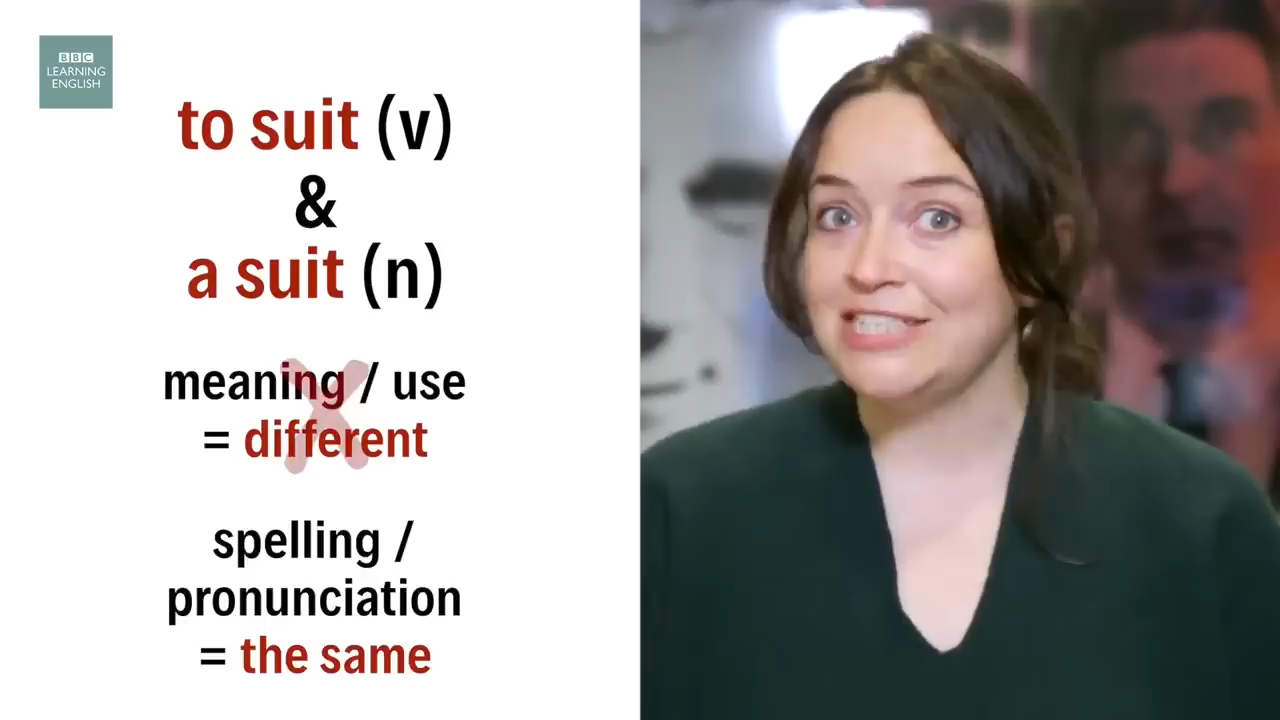 BBC
LEARNING
ENGLISH
to suit (v)
&
a suit (n)
meaning / use
= different
spelling /
pronunciation
= the same